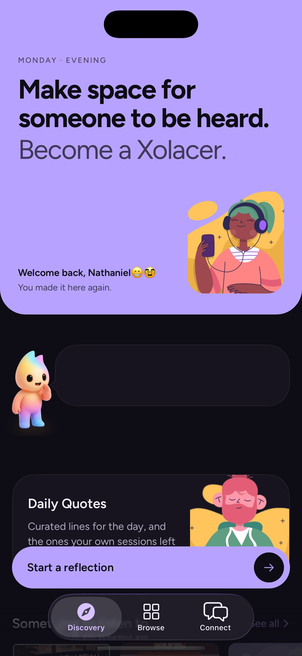 MONDAY · EVENING
Make space for
someone to be heard.
Become a Xolacer.
Welcome back, Nathaniel😁🥸
You made it here again.
Daily Quotes
Curated lines for the day, and
the ones your own sessions left
Start a reflection
See all
Discovery
Browse
Connect